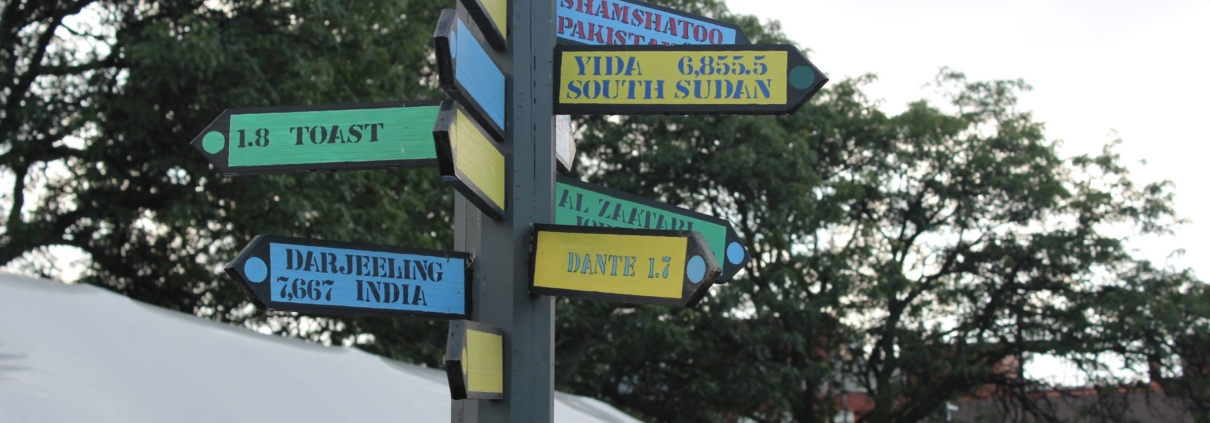 SHAMSHATOO
PAKISTAN
YIDA 6,855.5
SOUTH SUDAN
1.8 TOAST
AL ZAATARI
DARJEELING
7,667 INDIA
DANTE 1.7